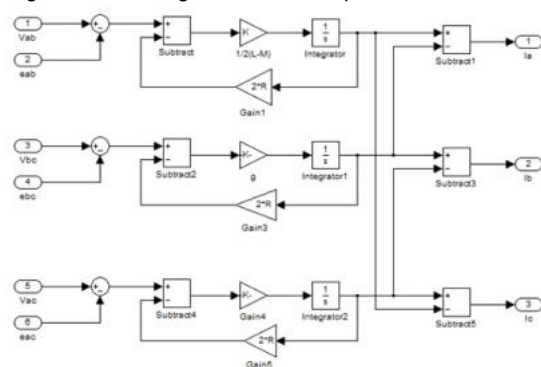 1
Vab
2
eab
+
-
Subtract
K
1/2(L-M)
1
s
Integrator
2*R
Gain1
+
-
Subtract1
1
Ia
3
Vbc
4
ebc
+
-
Subtract2
-K-
g
1
s
Integrator1
2*R
Gain3
+
-
Subtract3
2
Ib
5
Vac
6
eac
+
-
Subtract4
-K-
Gain4
1
s
Integrator2
2*R
+
-
Subtract5
3
Ic